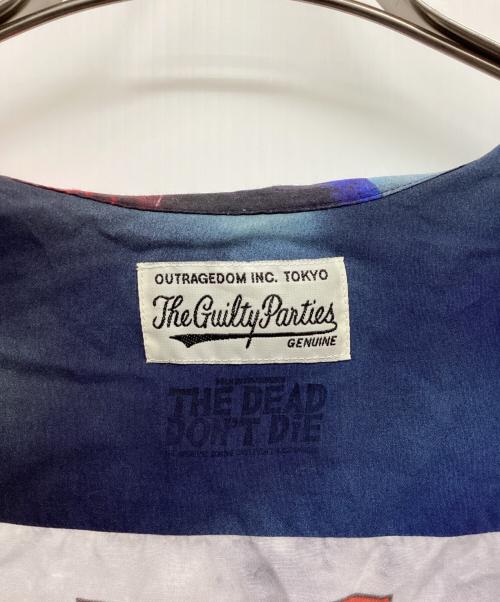 OUTRAGEDOM INC. TOKYO
The Guilty Parties
GENUINE
THE DEAD
DON'T DiE